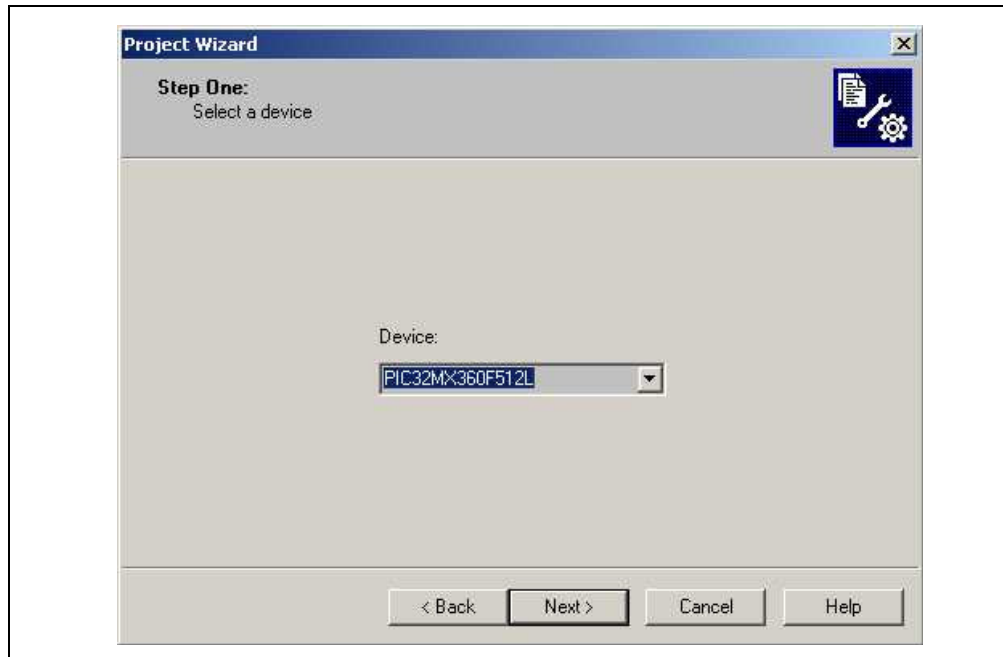 Project Wizard
Step One:
Select a device
Device:
PIC32MX360F512L
< Back Next > Cancel Help